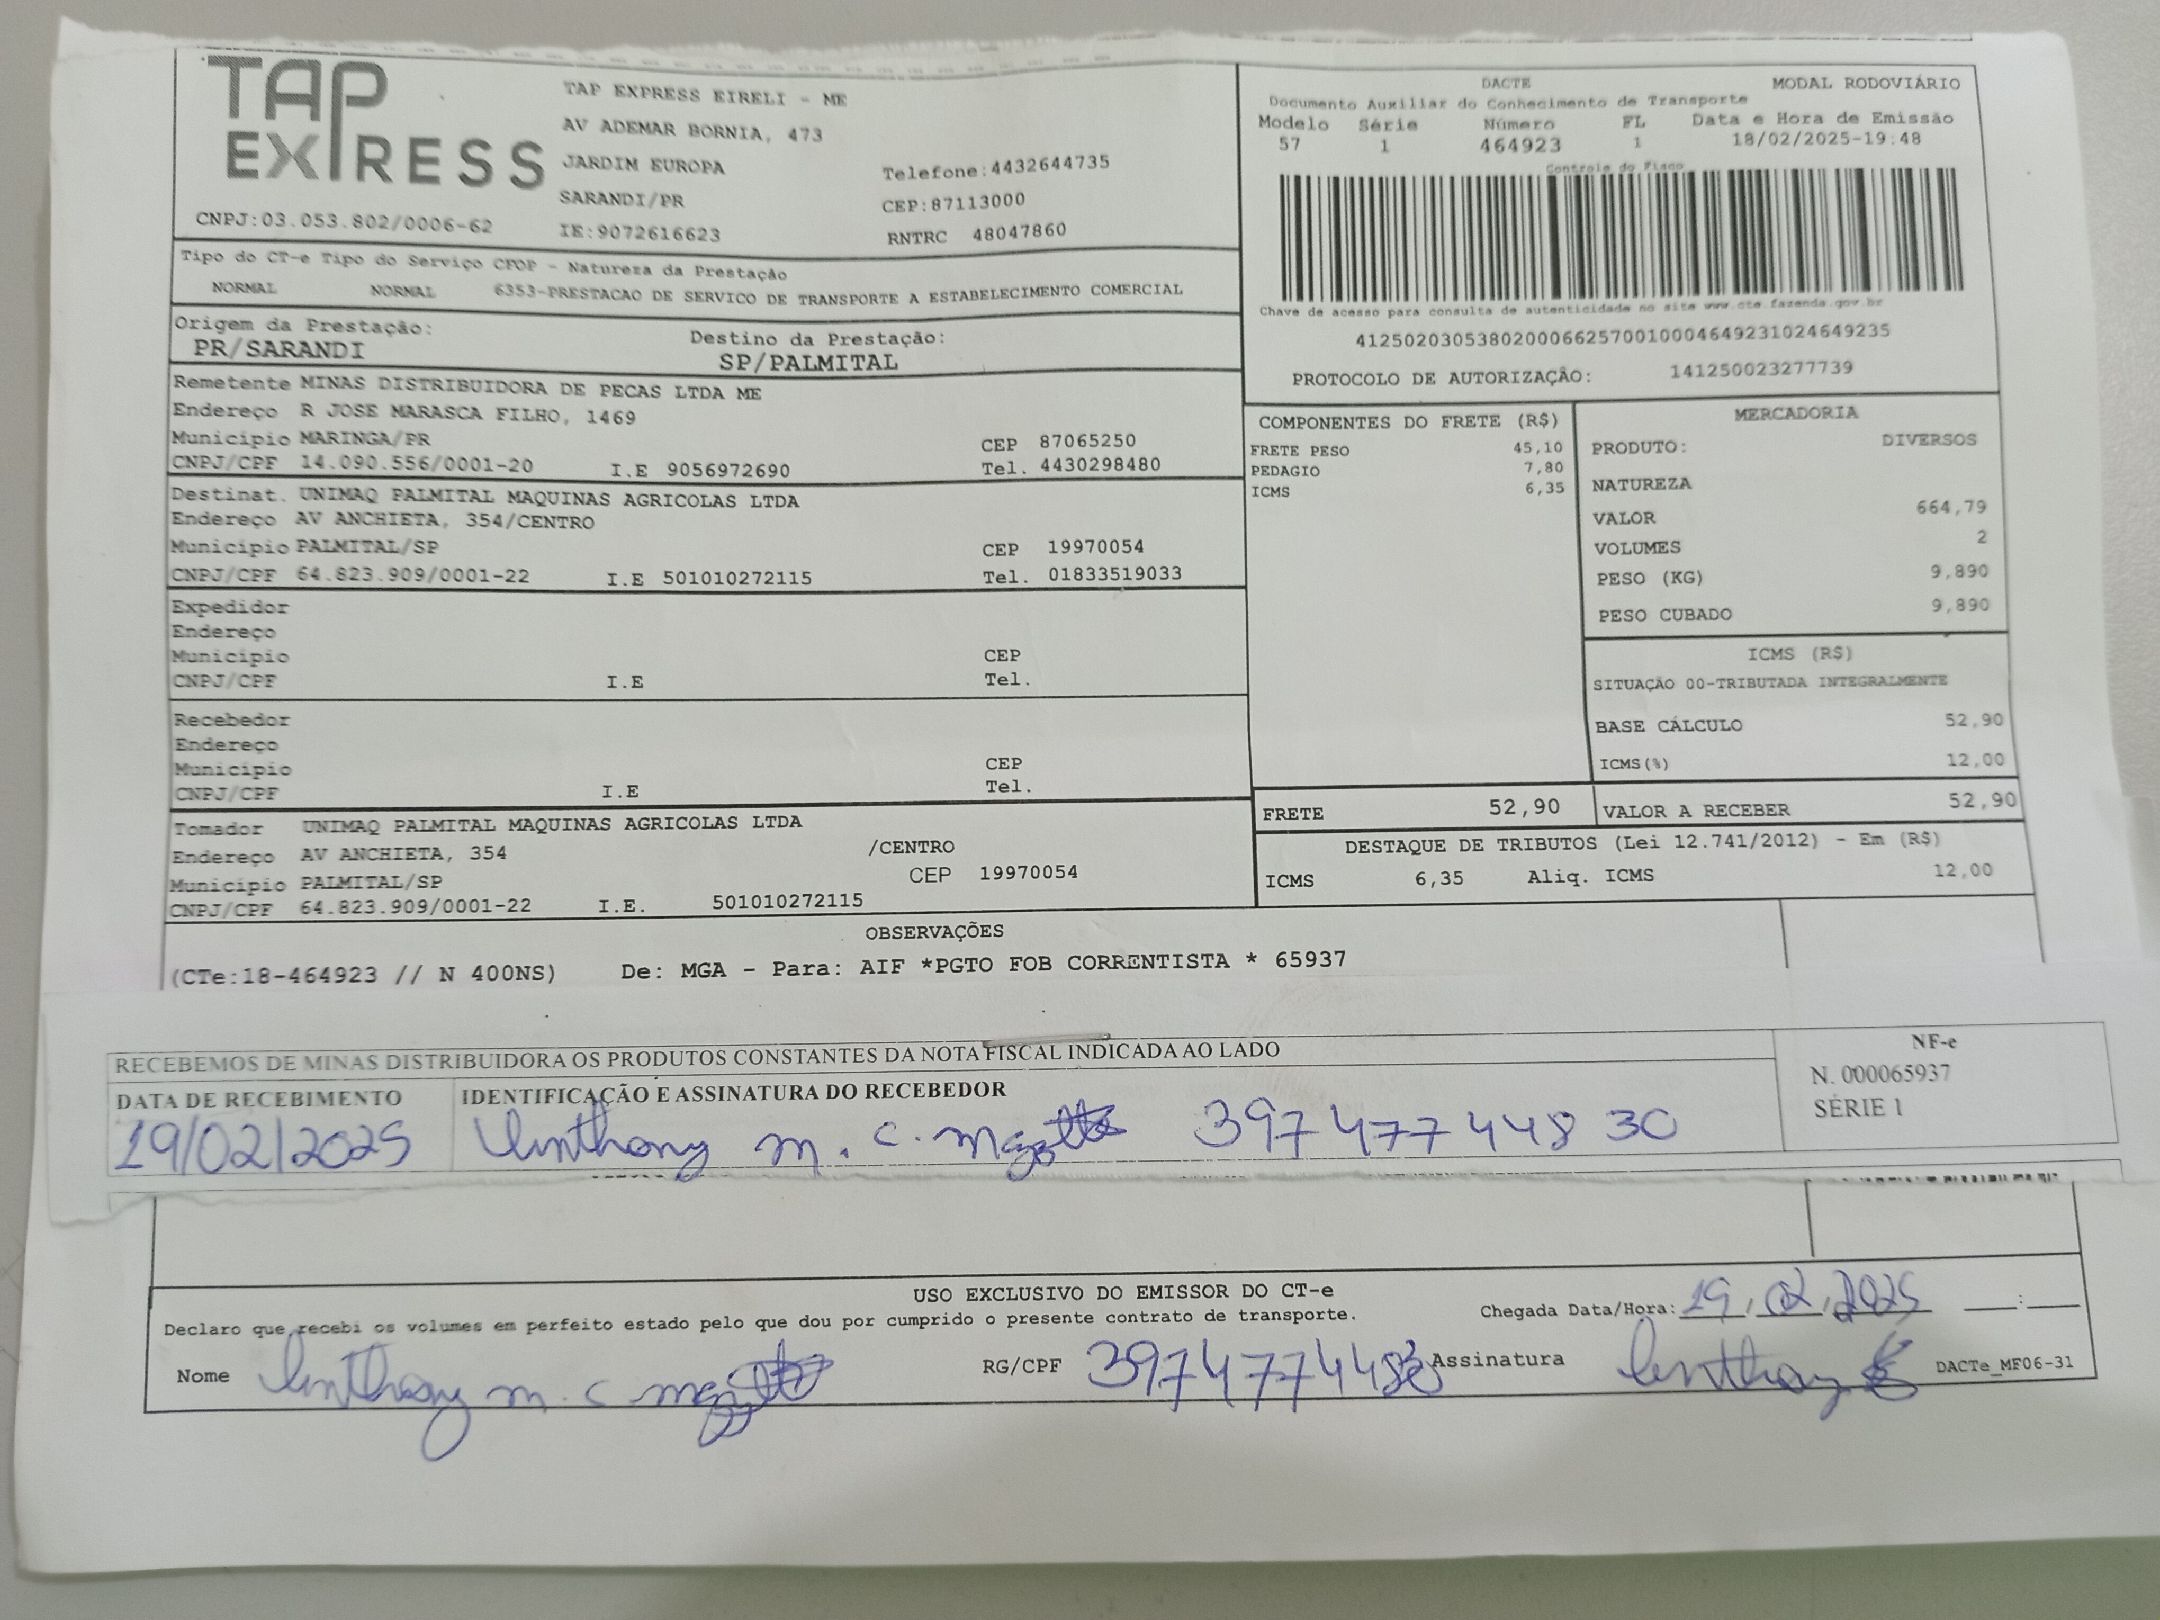 TAP EXPRESS
TAP EXPRESS EIRELI - ME
AV ADEMAR BORNIA, 473
JARDIM EUROPA
Telefone:4432644735
SARANDI/PR
CEP:87113000
CNPJ:03.053.802/0006-62
IE:9072616623
RNTRC 48047860
DACTE
MODAL RODOVIÁRIO
Documento Auxiliar do Conhecimento de Transporte
Modelo Série Número FL Data e Hora de Emissão
57 1 464923 1 18/02/2025-19:48
Controle do Fisco
Chave de acesso para consulta de autenticidade no site www.cte.fazenda.gov.br
41250203053802000662570010004649231024649235
PROTOCOLO DE AUTORIZAÇÃO: 141250023277739
Tipo do CT-e Tipo do Serviço CFOP - Natureza da Prestação
NORMAL NORMAL 6353-PRESTACAO DE SERVICO DE TRANSPORTE A ESTABELECIMENTO COMERCIAL
Origem da Prestação: Destino da Prestação:
PR/SARANDI SP/PALMITAL
Remetente MINAS DISTRIBUIDORA DE PECAS LTDA ME
Endereço R JOSE MARASCA FILHO, 1469
Município MARINGA/PR CEP 87065250
CNPJ/CPF 14.090.556/0001-20 I.E 9056972690 Tel. 4430298480
Destinat. UNIMAQ PALMITAL MAQUINAS AGRICOLAS LTDA
Endereço AV ANCHIETA, 354/CENTRO
Município PALMITAL/SP CEP 19970054
CNPJ/CPF 64.823.909/0001-22 I.E 501010272115 Tel. 01833519033
Expedidor
Endereço
Município CEP
CNPJ/CPF I.E Tel.
Recebedor
Endereço
Município CEP
CNPJ/CPF I.E Tel.
Tomador UNIMAQ PALMITAL MAQUINAS AGRICOLAS LTDA
Endereço AV ANCHIETA, 354 /CENTRO
Município PALMITAL/SP CEP 19970054
CNPJ/CPF 64.823.909/0001-22 I.E. 501010272115
COMPONENTES DO FRETE (R$)
FRETE PESO 45,10
PEDAGIO 7,80
ICMS 6,35
MERCADORIA
PRODUTO: DIVERSOS
NATUREZA
VALOR 664,79
VOLUMES 2
PESO (KG) 9,890
PESO CUBADO 9,890
ICMS (R$)
SITUAÇÃO 00-TRIBUTADA INTEGRALMENTE
BASE CÁLCULO 52,90
ICMS(%) 12,00
FRETE 52,90 VALOR A RECEBER 52,90
DESTAQUE DE TRIBUTOS (Lei 12.741/2012) - Em (R$)
ICMS 6,35 Aliq. ICMS 12,00
OBSERVAÇÕES
(CTe:18-464923 // N 400NS) De: MGA - Para: AIF *PGTO FOB CORRENTISTA * 65937
RECEBEMOS DE MINAS DISTRIBUIDORA OS PRODUTOS CONSTANTES DA NOTA FISCAL INDICADA AO LADO
DATA DE RECEBIMENTO IDENTIFICAÇÃO E ASSINATURA DO RECEBEDOR
19/02/2025 Anthony m. c. 397 477 448 30
NF-e
N. 000065937
SÉRIE 1
USO EXCLUSIVO DO EMISSOR DO CT-e
Declaro que recebi os volumes em perfeito estado pelo que dou por cumprido o presente contrato de transporte.
Chegada Data/Hora: 19/02/2025 __:__
Nome Anthony m. c RG/CPF Assinatura Anthony DACTe_MF06-31